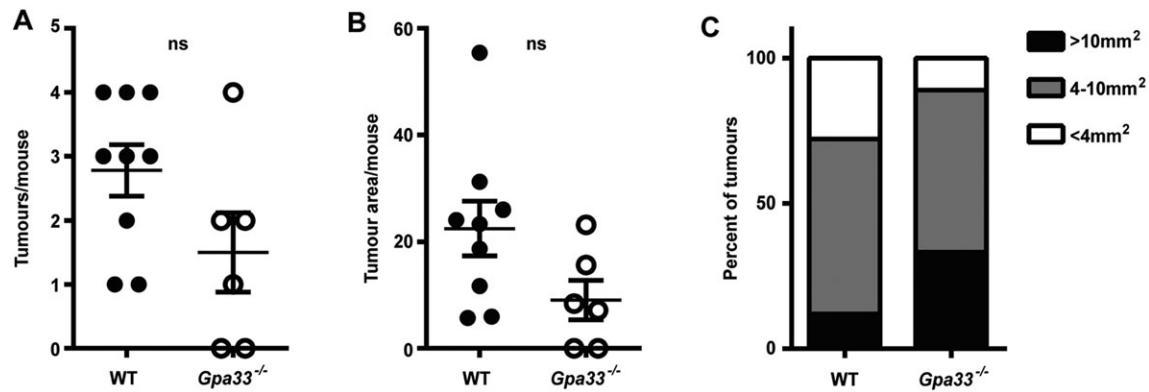 A
Tumours/mouse
5
4
3
2
1
0
ns
WT
Gpa33⁻/⁻
B
Tumour area/mouse
60
40
20
0
ns
WT
Gpa33⁻/⁻
C
Percent of tumours
100
50
0
WT
Gpa33⁻/⁻
>10mm²
4-10mm²
<4mm²